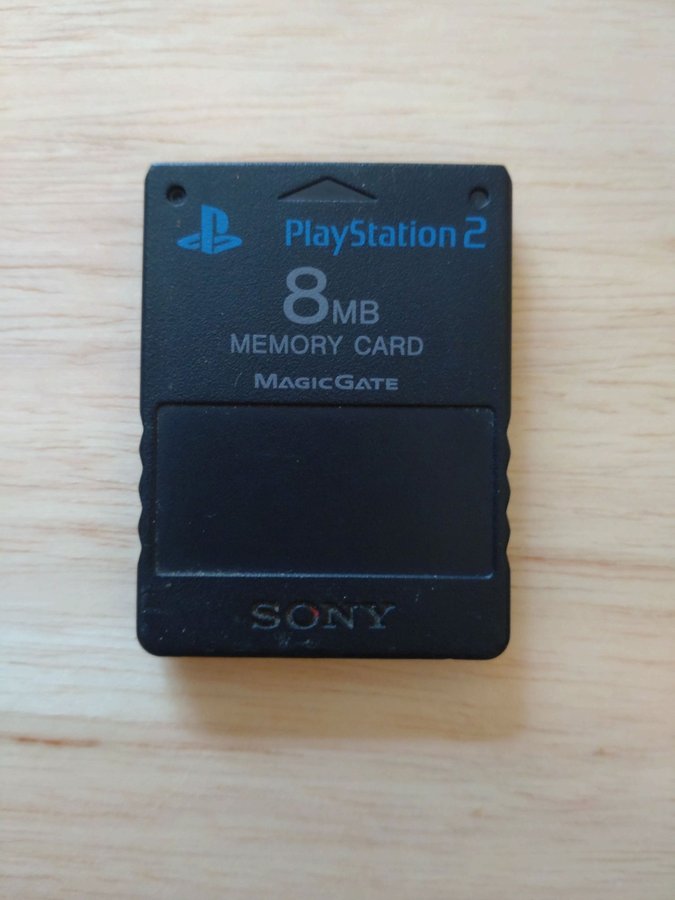 PlayStation 2
8MB
MEMORY CARD
MAGICGATE
SONY